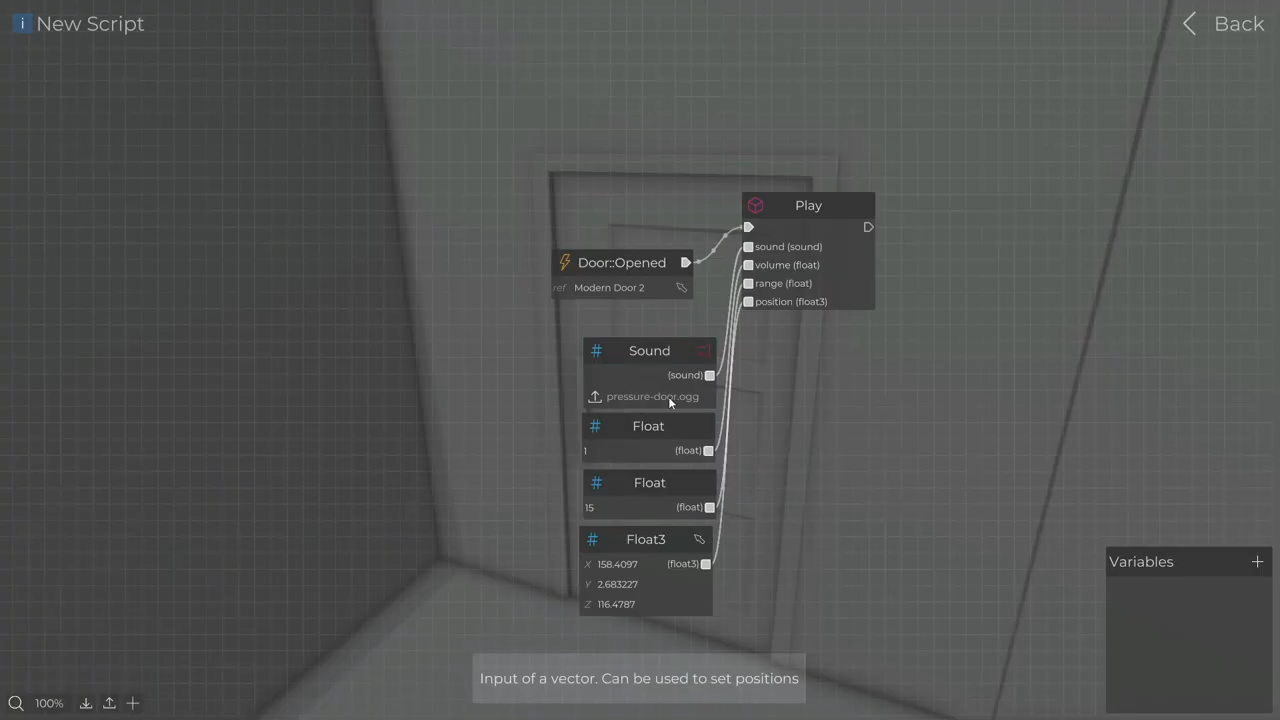 New Script
Back
Play
sound (sound)
volume (float)
range (float)
position (float3)
Door::Opened
ref Modern Door 2
Sound
(sound)
pressure-door.ogg
Float
1 (float)
Float
15 (float)
Float3
X 158.4097 (float3)
Y 2.683227
Z 116.4787
Variables
Input of a vector. Can be used to set positions
100%